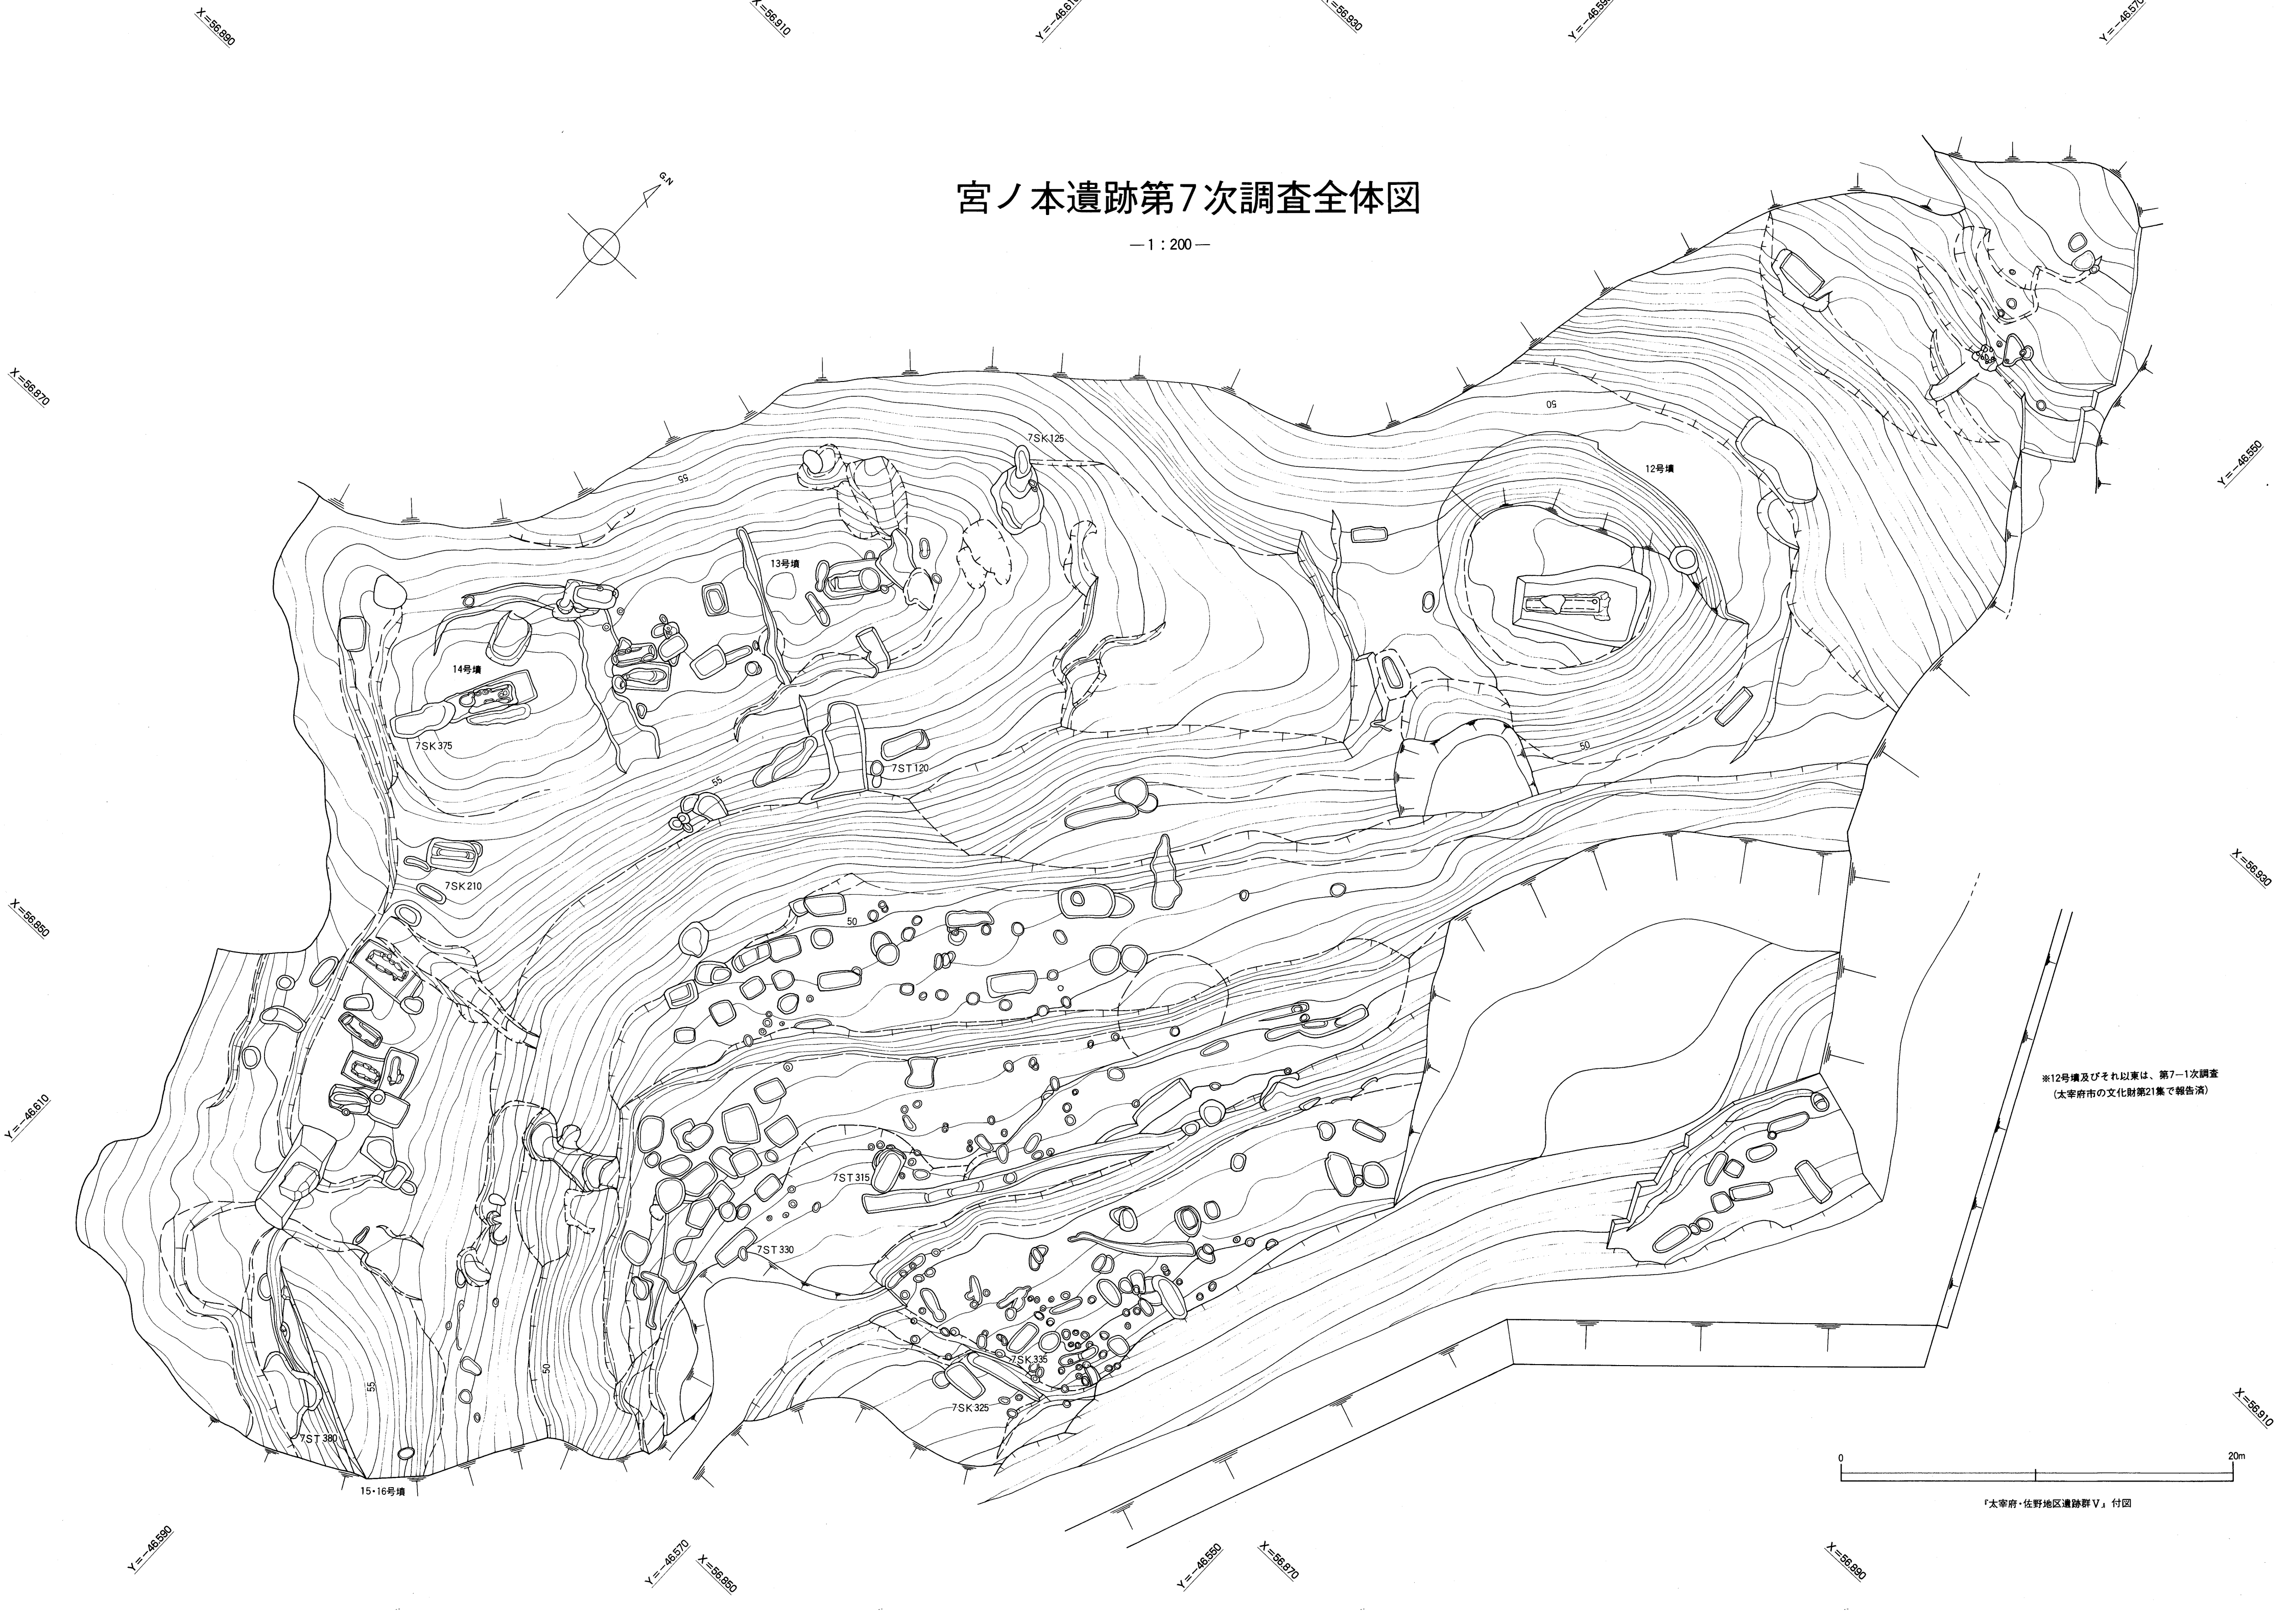 X=56.890
X=56.910
Y=-46.610
X=56.930
Y=-46.590
Y=-46.570
G.N
宮ノ本遺跡第7次調査全体図
—1：200—
X=56.870
50
7SK125
12号墳
55
Y=-46.550
13号墳
14号墳
7SK375
50
7ST120
55
X=56.930
7SK210
50
X=56.850
※12号墳及びそれ以東は、第7—1次調査
（太宰府市の文化財第21集で報告済）
Y=-46.610
7ST315
7ST330
7SK335
50
55
7SK325
X=56.910
7ST380
0
20m
15・16号墳
『太宰府・佐野地区遺跡群Ⅴ』付図
Y=-46.590
Y=-46.570
X=56.850
Y=-46.550
X=56.870
X=56.890